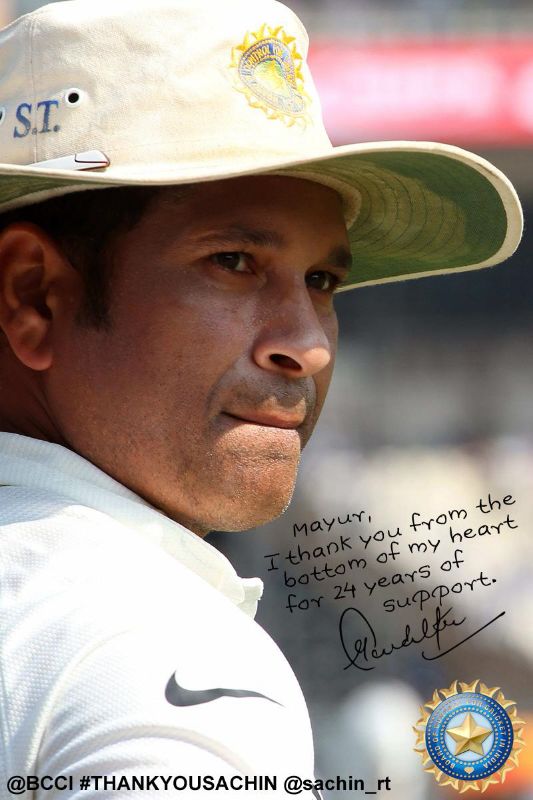 S.T.
Mayur,
I thank you from the
bottom of my heart
for 24 years of
support.
@BCCI #THANKYOUSACHIN @sachin_rt